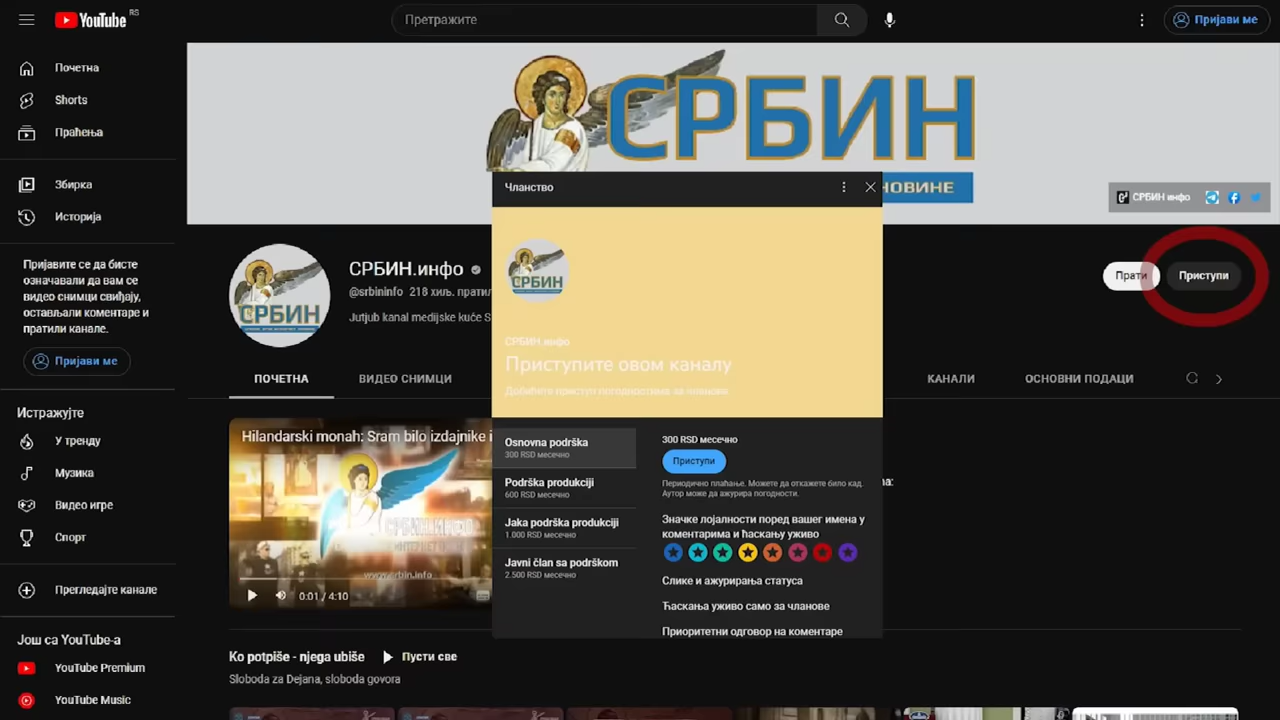 YouTube RS
Претражите
Пријави ме
Почетна
Shorts
Праћења
Збирка
Историја
Пријавите се да бисте
означавали да вам се
видео снимци свиђају,
остављали коментаре и
пратили канале.
Пријави ме
Истражујте
У тренду
Музика
Видео игре
Спорт
Прегледајте канале
Још са YouTube-а
YouTube Premium
YouTube Music
СРБИН
НОВИНЕ
СРБИН инфо
СРБИН
СРБИН.инфо
@srbininfo 218 хиљ. пратил
Jutjub kanal medijske kuće S
Прати
Приступи
ПОЧЕТНА
ВИДЕО СНИМЦИ
КАНАЛИ
ОСНОВНИ ПОДАЦИ
Чланство
СРБИН
СРБИН.инфо
Приступите овом каналу
Добијете приступ погодностима за чланове
Osnovna podrška
300 RSD месечно
Podrška produkciji
600 RSD месечно
Jaka podrška produkciji
1.000 RSD месечно
Javni član sa podrškom
2.500 RSD месечно
300 RSD месечно
Приступи
Периодично плаћање. Можете да откажете било кад.
Аутор може да ажурира погодности.
Значке лојалности поред вашег имена у
коментарима и ћаскању уживо
Слике и ажурирања статуса
Ћаскања уживо само за чланове
Приоритетни одговор на коментаре
Hilandarski monah: Sram bilo izdajnike i
СРБИН.ИНФО
www.srbin.info
0:01 / 4:10
Ko potpiše - njega ubiše
Пусти све
Sloboda za Dejana, sloboda govora